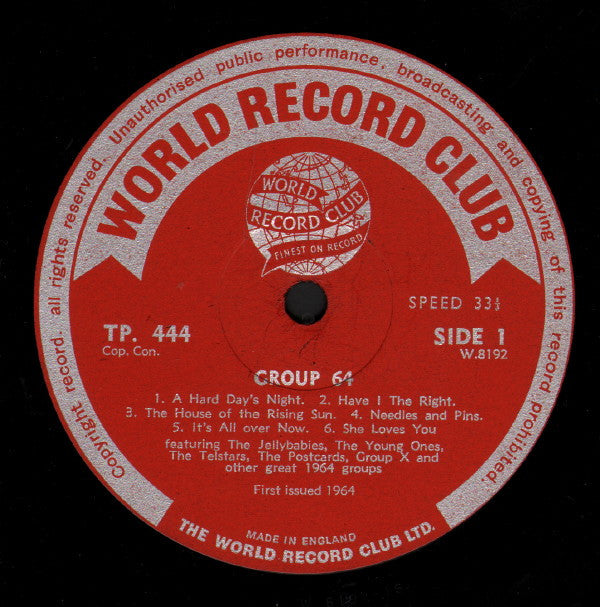 Copyright record. all rights reserved. Unauthorised public performance, broadcasting and copying of this record prohibited.
WORLD RECORD CLUB
WORLD
RECORD CLUB
FINEST ON RECORD
SPEED 33⅓
TP. 444
SIDE 1
Cop. Con.
W.8192
GROUP 64
1. A Hard Day's Night. 2. Have I The Right.
3. The House of the Rising Sun. 4. Needles and Pins.
5. It's All over Now. 6. She Loves You
featuring The Jellybabies, The Young Ones,
The Telstars, The Postcards, Group X and
other great 1964 groups
First issued 1964
MADE IN ENGLAND
THE WORLD RECORD CLUB LTD.